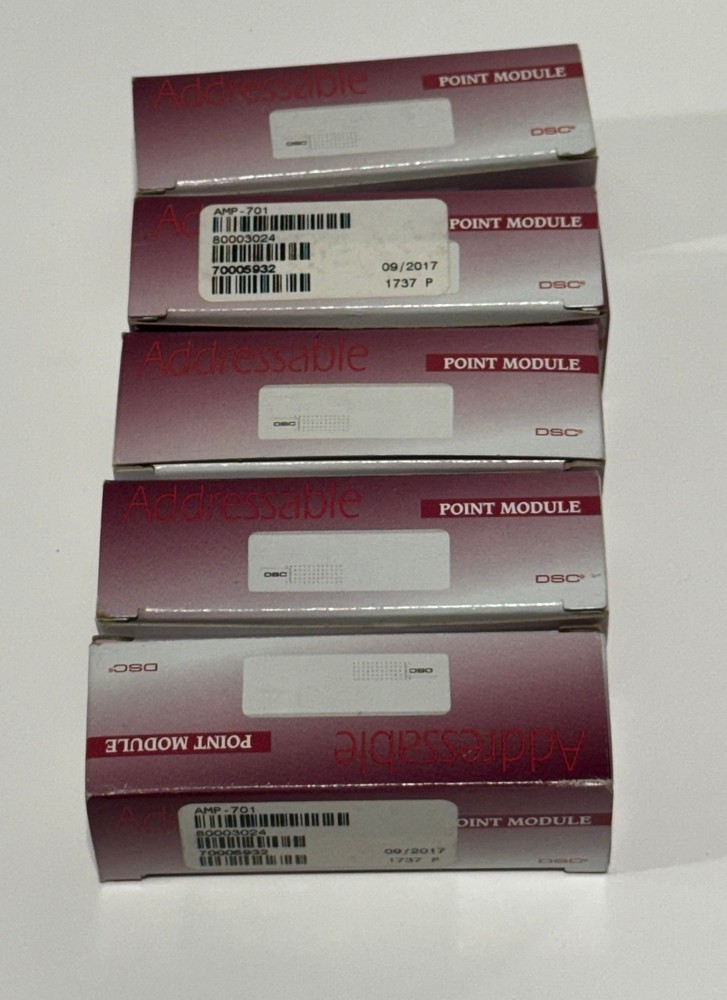 Addressable
POINT MODULE
DSC
DSC®
AMP-701
80003024
70005932
09/2017
1737 P
POINT MODULE
DSC®
Addressable
POINT MODULE
DSC
DSC®
Addressable
POINT MODULE
DSC
DSC®
DSC®
DSC
POINT MODULE
Addressable
AMP-701
80003024
70005932
09/2017
1737 P
POINT MODULE
DSC®